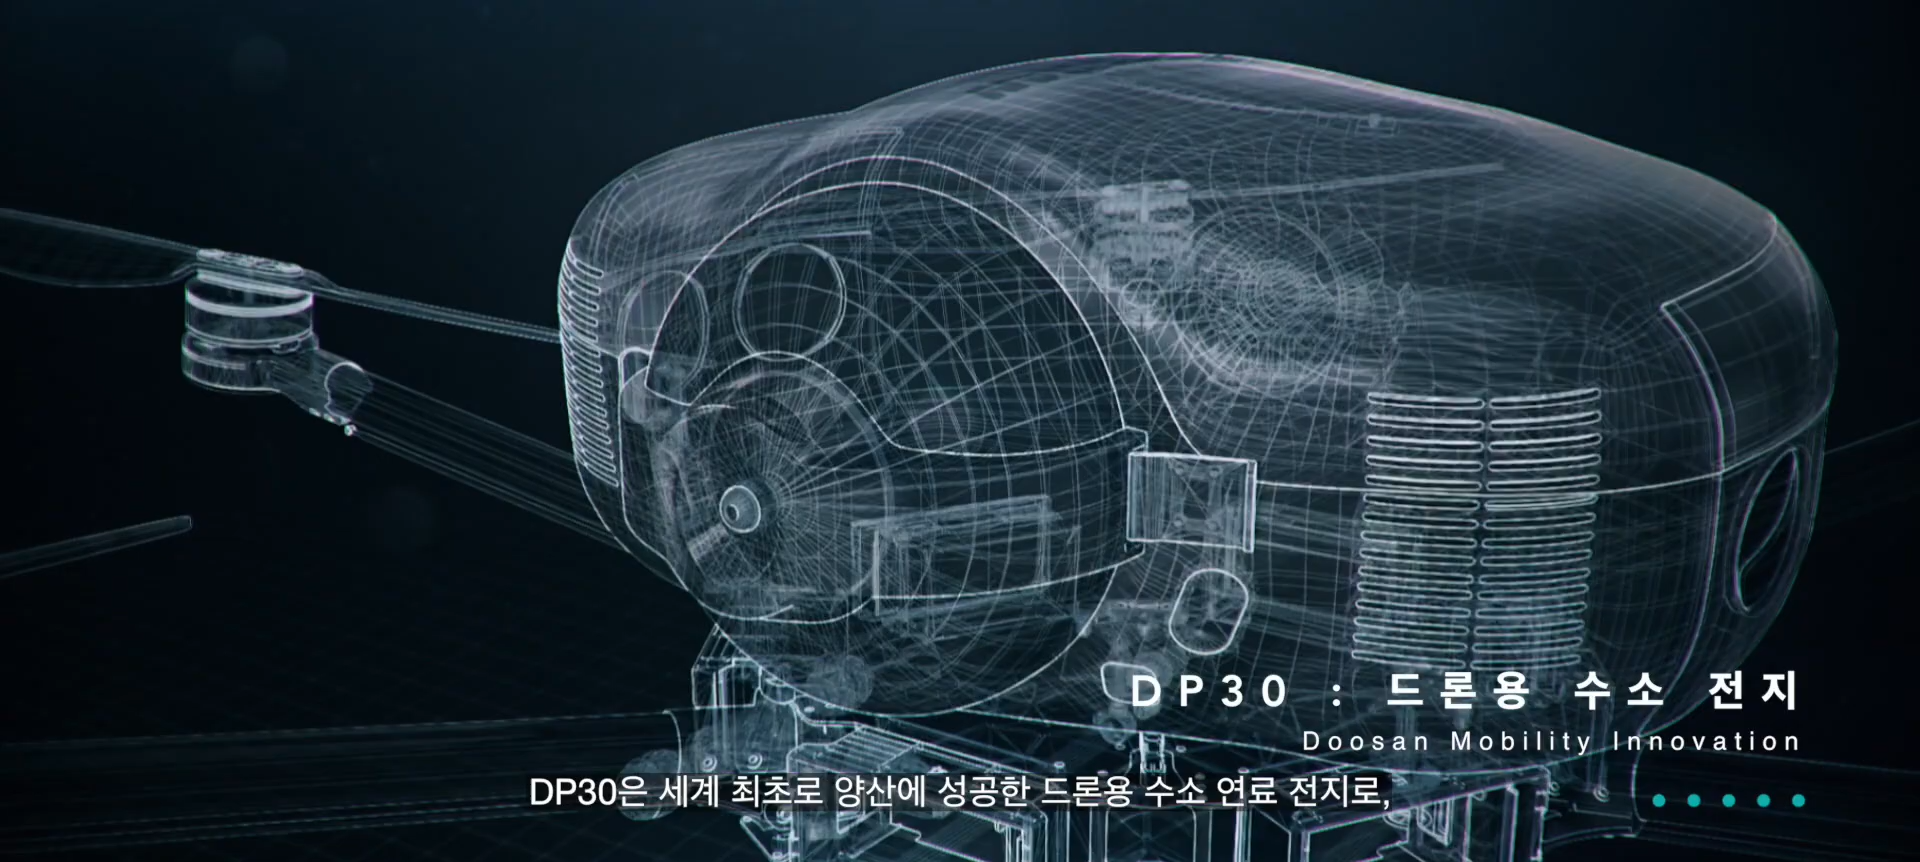 DP30 : 드론용 수소 전지
Doosan Mobility Innovation
DP30은 세계 최초로 양산에 성공한 드론용 수소 연료 전지로,